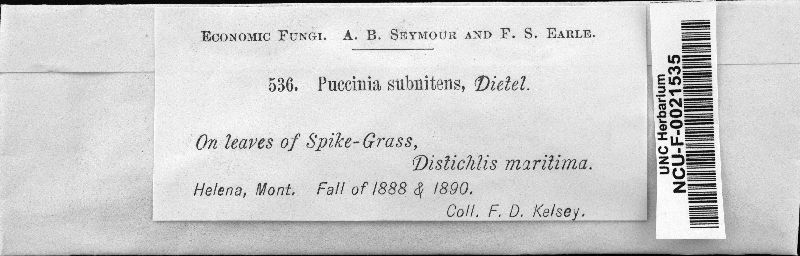 Economic Fungi. A. B. Seymour and F. S. Earle.
536. Puccinia subnitens, Dietel.
On leaves of Spike-Grass,
Distichlis maritima.
Helena, Mont. Fall of 1888 & 1890.
Coll. F. D. Kelsey.
UNC Herbarium
NCU-F-0021535